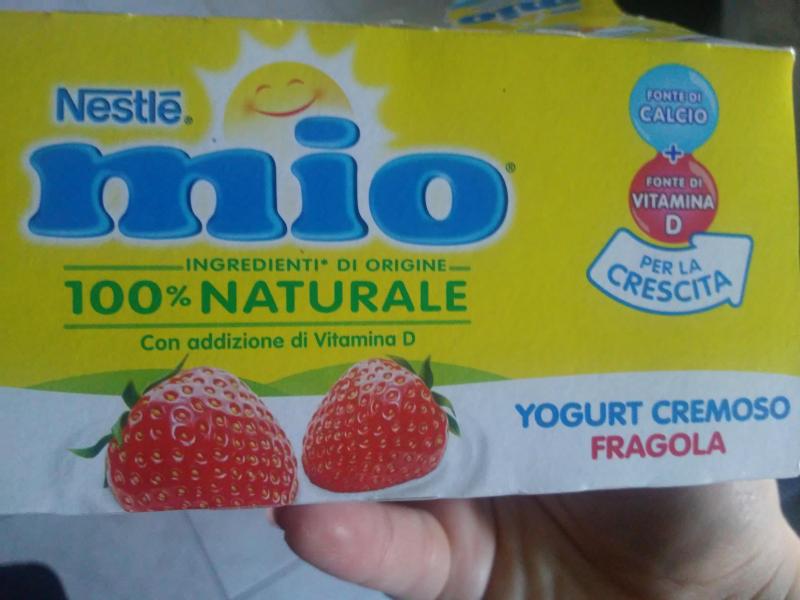 Nestlé®
mio®
INGREDIENTI* DI ORIGINE
100% NATURALE
Con addizione di Vitamina D
FONTE DI
CALCIO
+
FONTE DI
VITAMINA
D
PER LA
CRESCITA
YOGURT CREMOSO
FRAGOLA